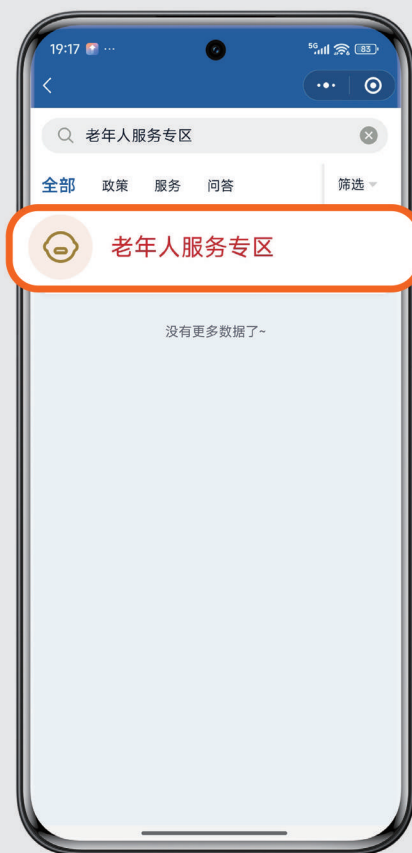 19:17 ...
5G 83
老年人服务专区
全部 政策 服务 问答 筛选
老年人服务专区
没有更多数据了~